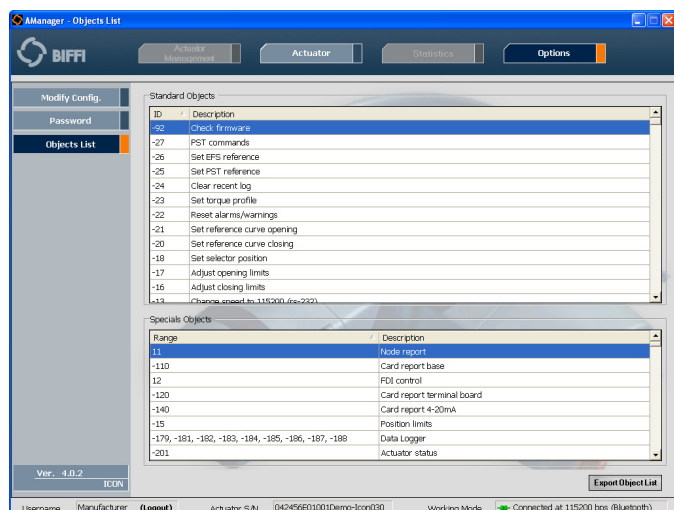 AManager - Objects List
BIFFI
Actuator Management
Actuator
Statistics
Options
Modify Config.
Password
Objects List
Standard Objects
ID Description
-92 Check firmware
-27 PST commands
-26 Set EFS reference
-25 Set PST reference
-24 Clear recent log
-23 Set torque profile
-22 Reset alarms/warnings
-21 Set reference curve opening
-20 Set reference curve closing
-18 Set selector position
-17 Adjust opening limits
-16 Adjust closing limits
-13 Change speed to 115200 (rs-232)
Specials Objects
Range Description
11 Node report
-110 Card report base
12 FDI control
-120 Card report terminal board
-140 Card report 4-20mA
-15 Position limits
-179, -181, -182, -183, -184, -185, -186, -187, -188 Data Logger
-201 Actuator status
Ver. 4.0.2
ICON
Export Object List
Username Manufacturer (Logout) Actuator S/N 042456E01001Demo-Icon030 Working Mode Connected at 115200 bps (Bluetooth)